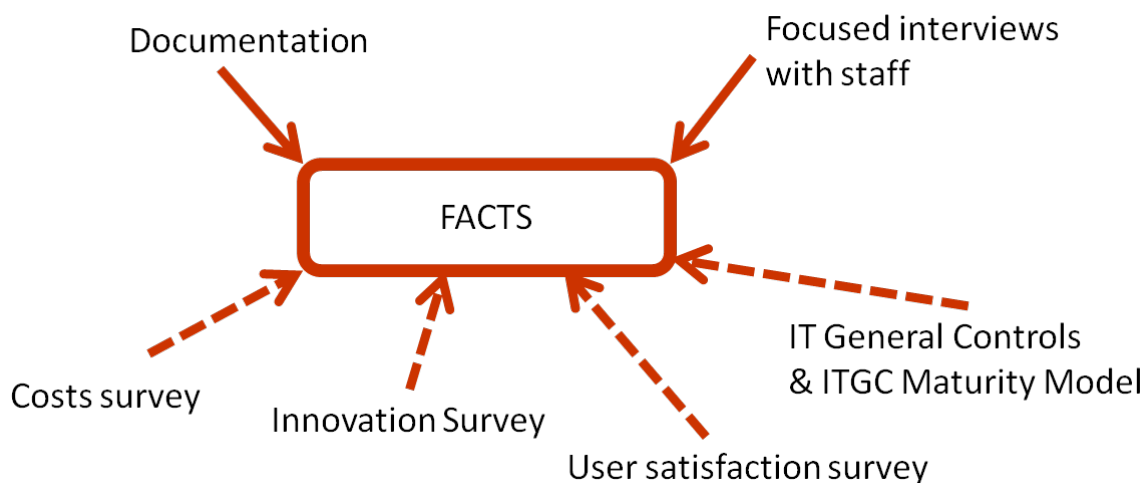 Documentation
Focused interviews
with staff
FACTS
Costs survey
Innovation Survey
User satisfaction survey
IT General Controls
& ITGC Maturity Model